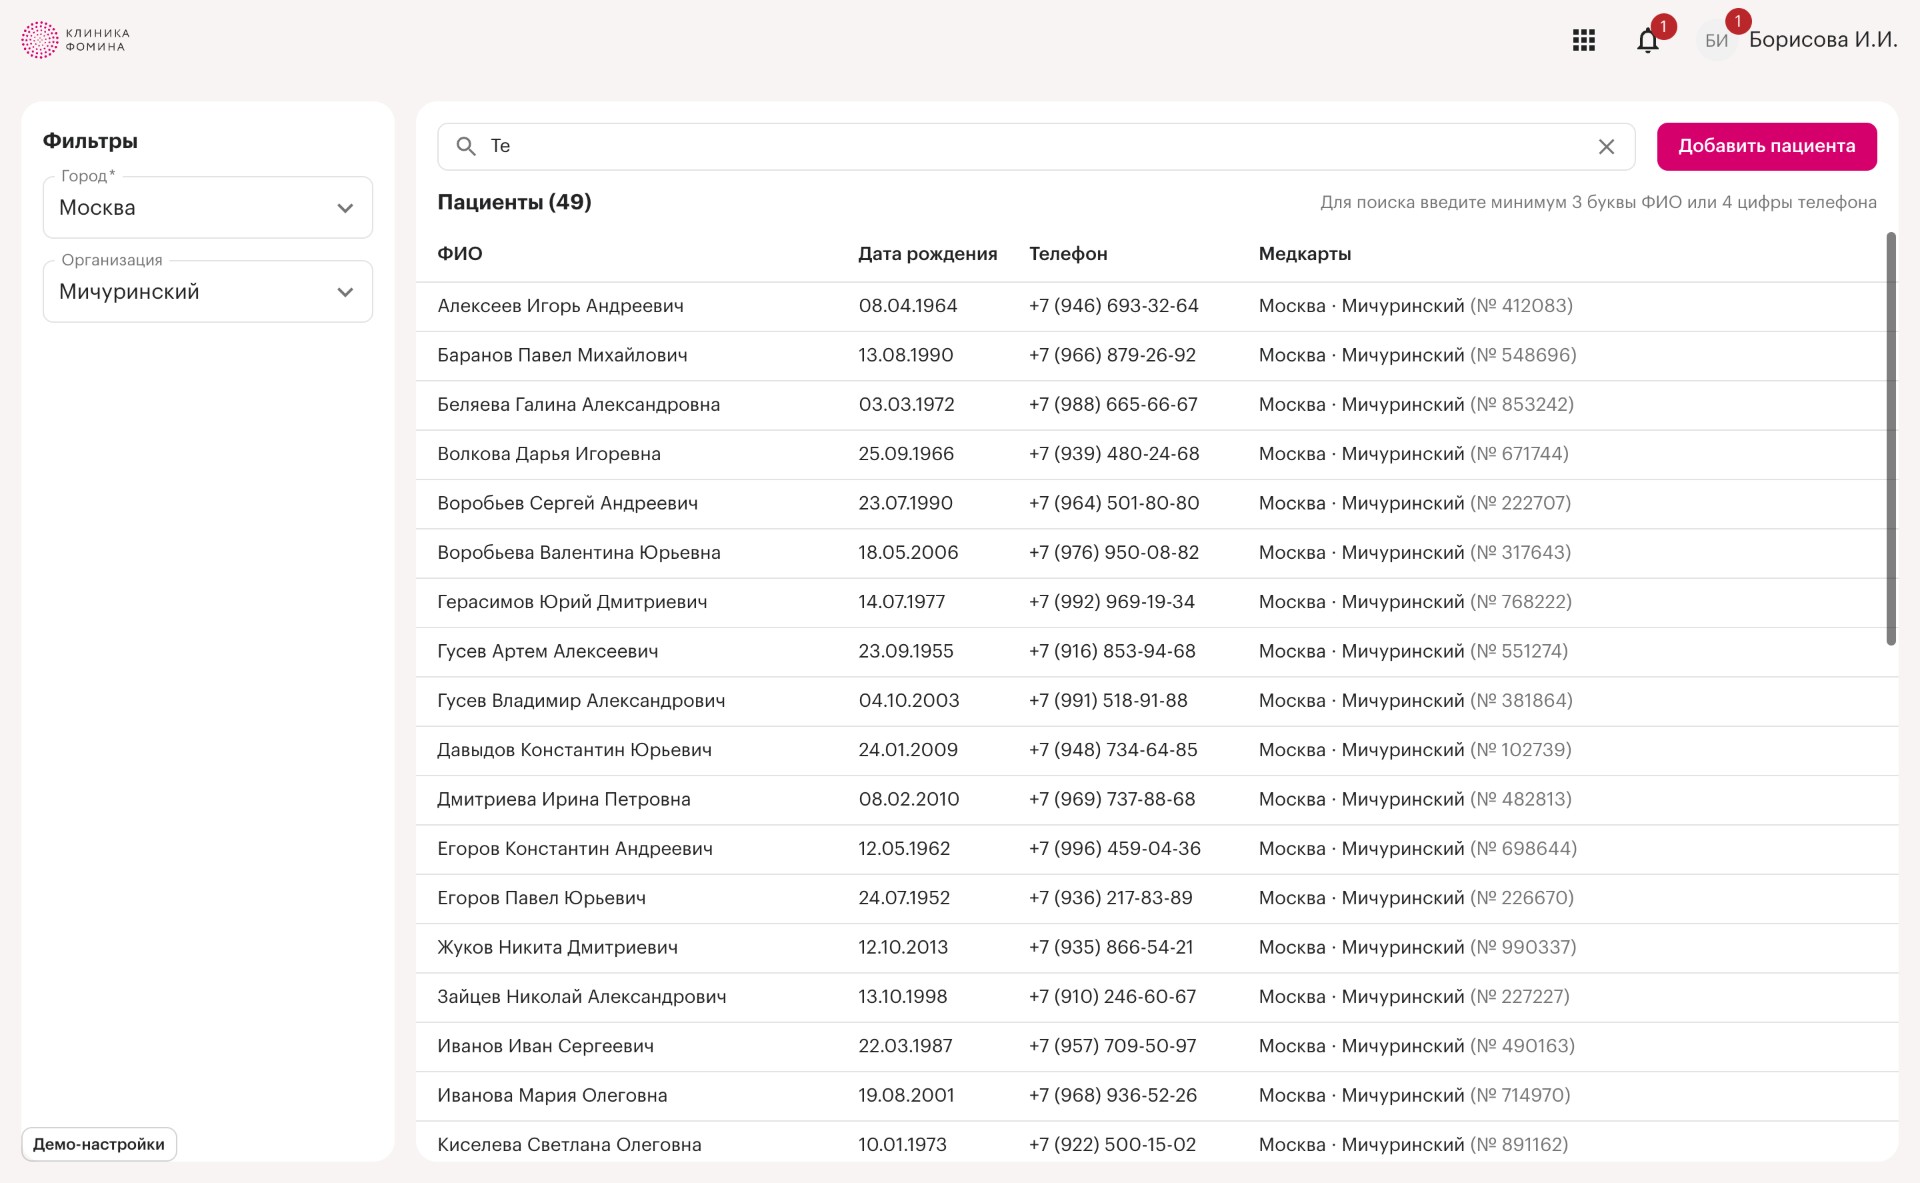 КЛИНИКА
ФОМИНА
1
БИ
1
Борисова И.И.
Фильтры
Город*
Москва
Организация
Мичуринский
Демо-настройки
Те
Добавить пациента
Пациенты (49)
Для поиска введите минимум 3 буквы ФИО или 4 цифры телефона
ФИО Дата рождения Телефон Медкарты
Алексеев Игорь Андреевич 08.04.1964 +7 (946) 693-32-64 Москва · Мичуринский (№ 412083)
Баранов Павел Михайлович 13.08.1990 +7 (966) 879-26-92 Москва · Мичуринский (№ 548696)
Беляева Галина Александровна 03.03.1972 +7 (988) 665-66-67 Москва · Мичуринский (№ 853242)
Волкова Дарья Игоревна 25.09.1966 +7 (939) 480-24-68 Москва · Мичуринский (№ 671744)
Воробьев Сергей Андреевич 23.07.1990 +7 (964) 501-80-80 Москва · Мичуринский (№ 222707)
Воробьева Валентина Юрьевна 18.05.2006 +7 (976) 950-08-82 Москва · Мичуринский (№ 317643)
Герасимов Юрий Дмитриевич 14.07.1977 +7 (992) 969-19-34 Москва · Мичуринский (№ 768222)
Гусев Артем Алексеевич 23.09.1955 +7 (916) 853-94-68 Москва · Мичуринский (№ 551274)
Гусев Владимир Александрович 04.10.2003 +7 (991) 518-91-88 Москва · Мичуринский (№ 381864)
Давыдов Константин Юрьевич 24.01.2009 +7 (948) 734-64-85 Москва · Мичуринский (№ 102739)
Дмитриева Ирина Петровна 08.02.2010 +7 (969) 737-88-68 Москва · Мичуринский (№ 482813)
Егоров Константин Андреевич 12.05.1962 +7 (996) 459-04-36 Москва · Мичуринский (№ 698644)
Егоров Павел Юрьевич 24.07.1952 +7 (936) 217-83-89 Москва · Мичуринский (№ 226670)
Жуков Никита Дмитриевич 12.10.2013 +7 (935) 866-54-21 Москва · Мичуринский (№ 990337)
Зайцев Николай Александрович 13.10.1998 +7 (910) 246-60-67 Москва · Мичуринский (№ 227227)
Иванов Иван Сергеевич 22.03.1987 +7 (957) 709-50-97 Москва · Мичуринский (№ 490163)
Иванова Мария Олеговна 19.08.2001 +7 (968) 936-52-26 Москва · Мичуринский (№ 714970)
Киселева Светлана Олеговна 10.01.1973 +7 (922) 500-15-02 Москва · Мичуринский (№ 891162)